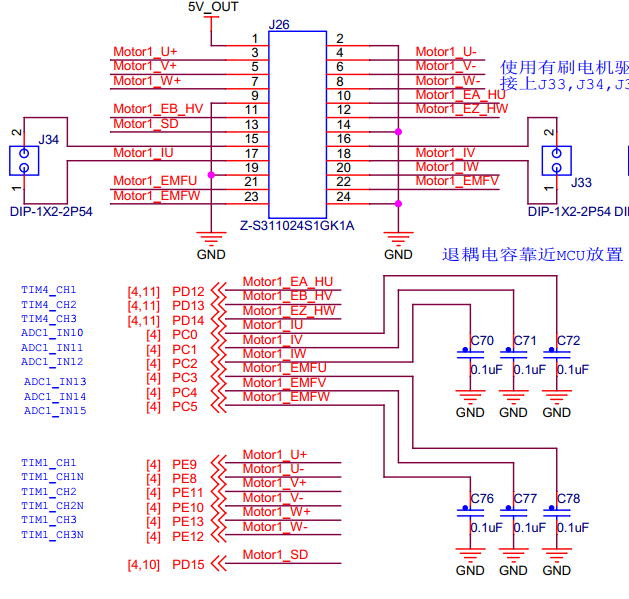 5V_OUT
J26
1 2
Motor1_U+ 3 4 Motor1_U-
Motor1_V+ 5 6 Motor1_V-
Motor1_W+ 7 8 Motor1_W-
9 10 Motor1_EA_HU
Motor1_EB_HV 11 12 Motor1_EZ_HW
Motor1_SD 13 14
15 16
Motor1_IU 17 18 Motor1_IV
19 20 Motor1_IW
Motor1_EMFU 21 22 Motor1_EMFV
Motor1_EMFW 23 24
Z-S311024S1GK1A
使用有刷电机驱
接上J33,J34,J3
2 J34
1
DIP-1X2-2P54
2
1 J33
DIP-1X2-2P54 DI
GND GND
退耦电容靠近MCU放置
TIM4_CH1 [4,11] PD12 Motor1_EA_HU
TIM4_CH2 [4,11] PD13 Motor1_EB_HV
TIM4_CH3 [4,11] PD14 Motor1_EZ_HW
ADC1_IN10 [4] PC0 Motor1_IU
ADC1_IN11 [4] PC1 Motor1_IV
ADC1_IN12 [4] PC2 Motor1_IW
ADC1_IN13 [4] PC3 Motor1_EMFU
ADC1_IN14 [4] PC4 Motor1_EMFV
ADC1_IN15 [4] PC5 Motor1_EMFW
C70 C71 C72
0.1uF 0.1uF 0.1uF
GND GND GND
TIM1_CH1 [4] PE9 Motor1_U+
TIM1_CH1N [4] PE8 Motor1_U-
TIM1_CH2 [4] PE11 Motor1_V+
TIM1_CH2N [4] PE10 Motor1_V-
TIM1_CH3 [4] PE13 Motor1_W+
TIM1_CH3N [4] PE12 Motor1_W-
[4,10] PD15 Motor1_SD
C76 C77 C78
0.1uF 0.1uF 0.1uF
GND GND GND